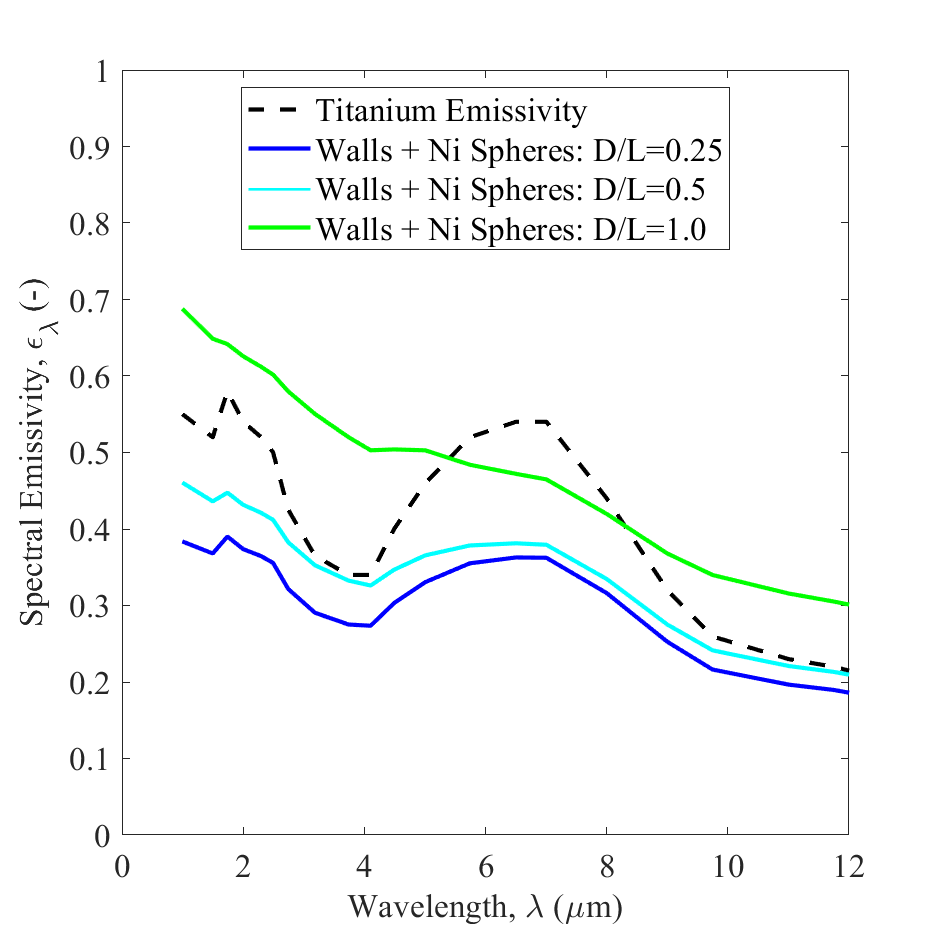 1
0.9
0.8
0.7
0.6
0.5
0.4
0.3
0.2
0.1
0
Spectral Emissivity, ϵλ (-)
Titanium Emissivity
Walls + Ni Spheres: D/L=0.25
Walls + Ni Spheres: D/L=0.5
Walls + Ni Spheres: D/L=1.0
0 2 4 6 8 10 12
Wavelength, λ (μm)